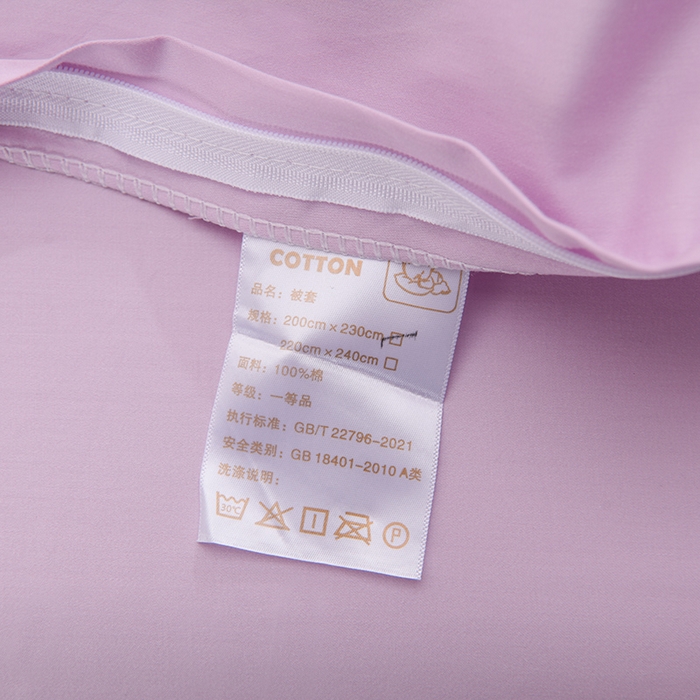 COTTON
品名：被套
规格：200cm×230cm
220cm×240cm
面料：100%棉
等级：一等品
执行标准：GB/T 22796-2021
安全类别：GB 18401-2010 A类
洗涤说明：
30℃
P